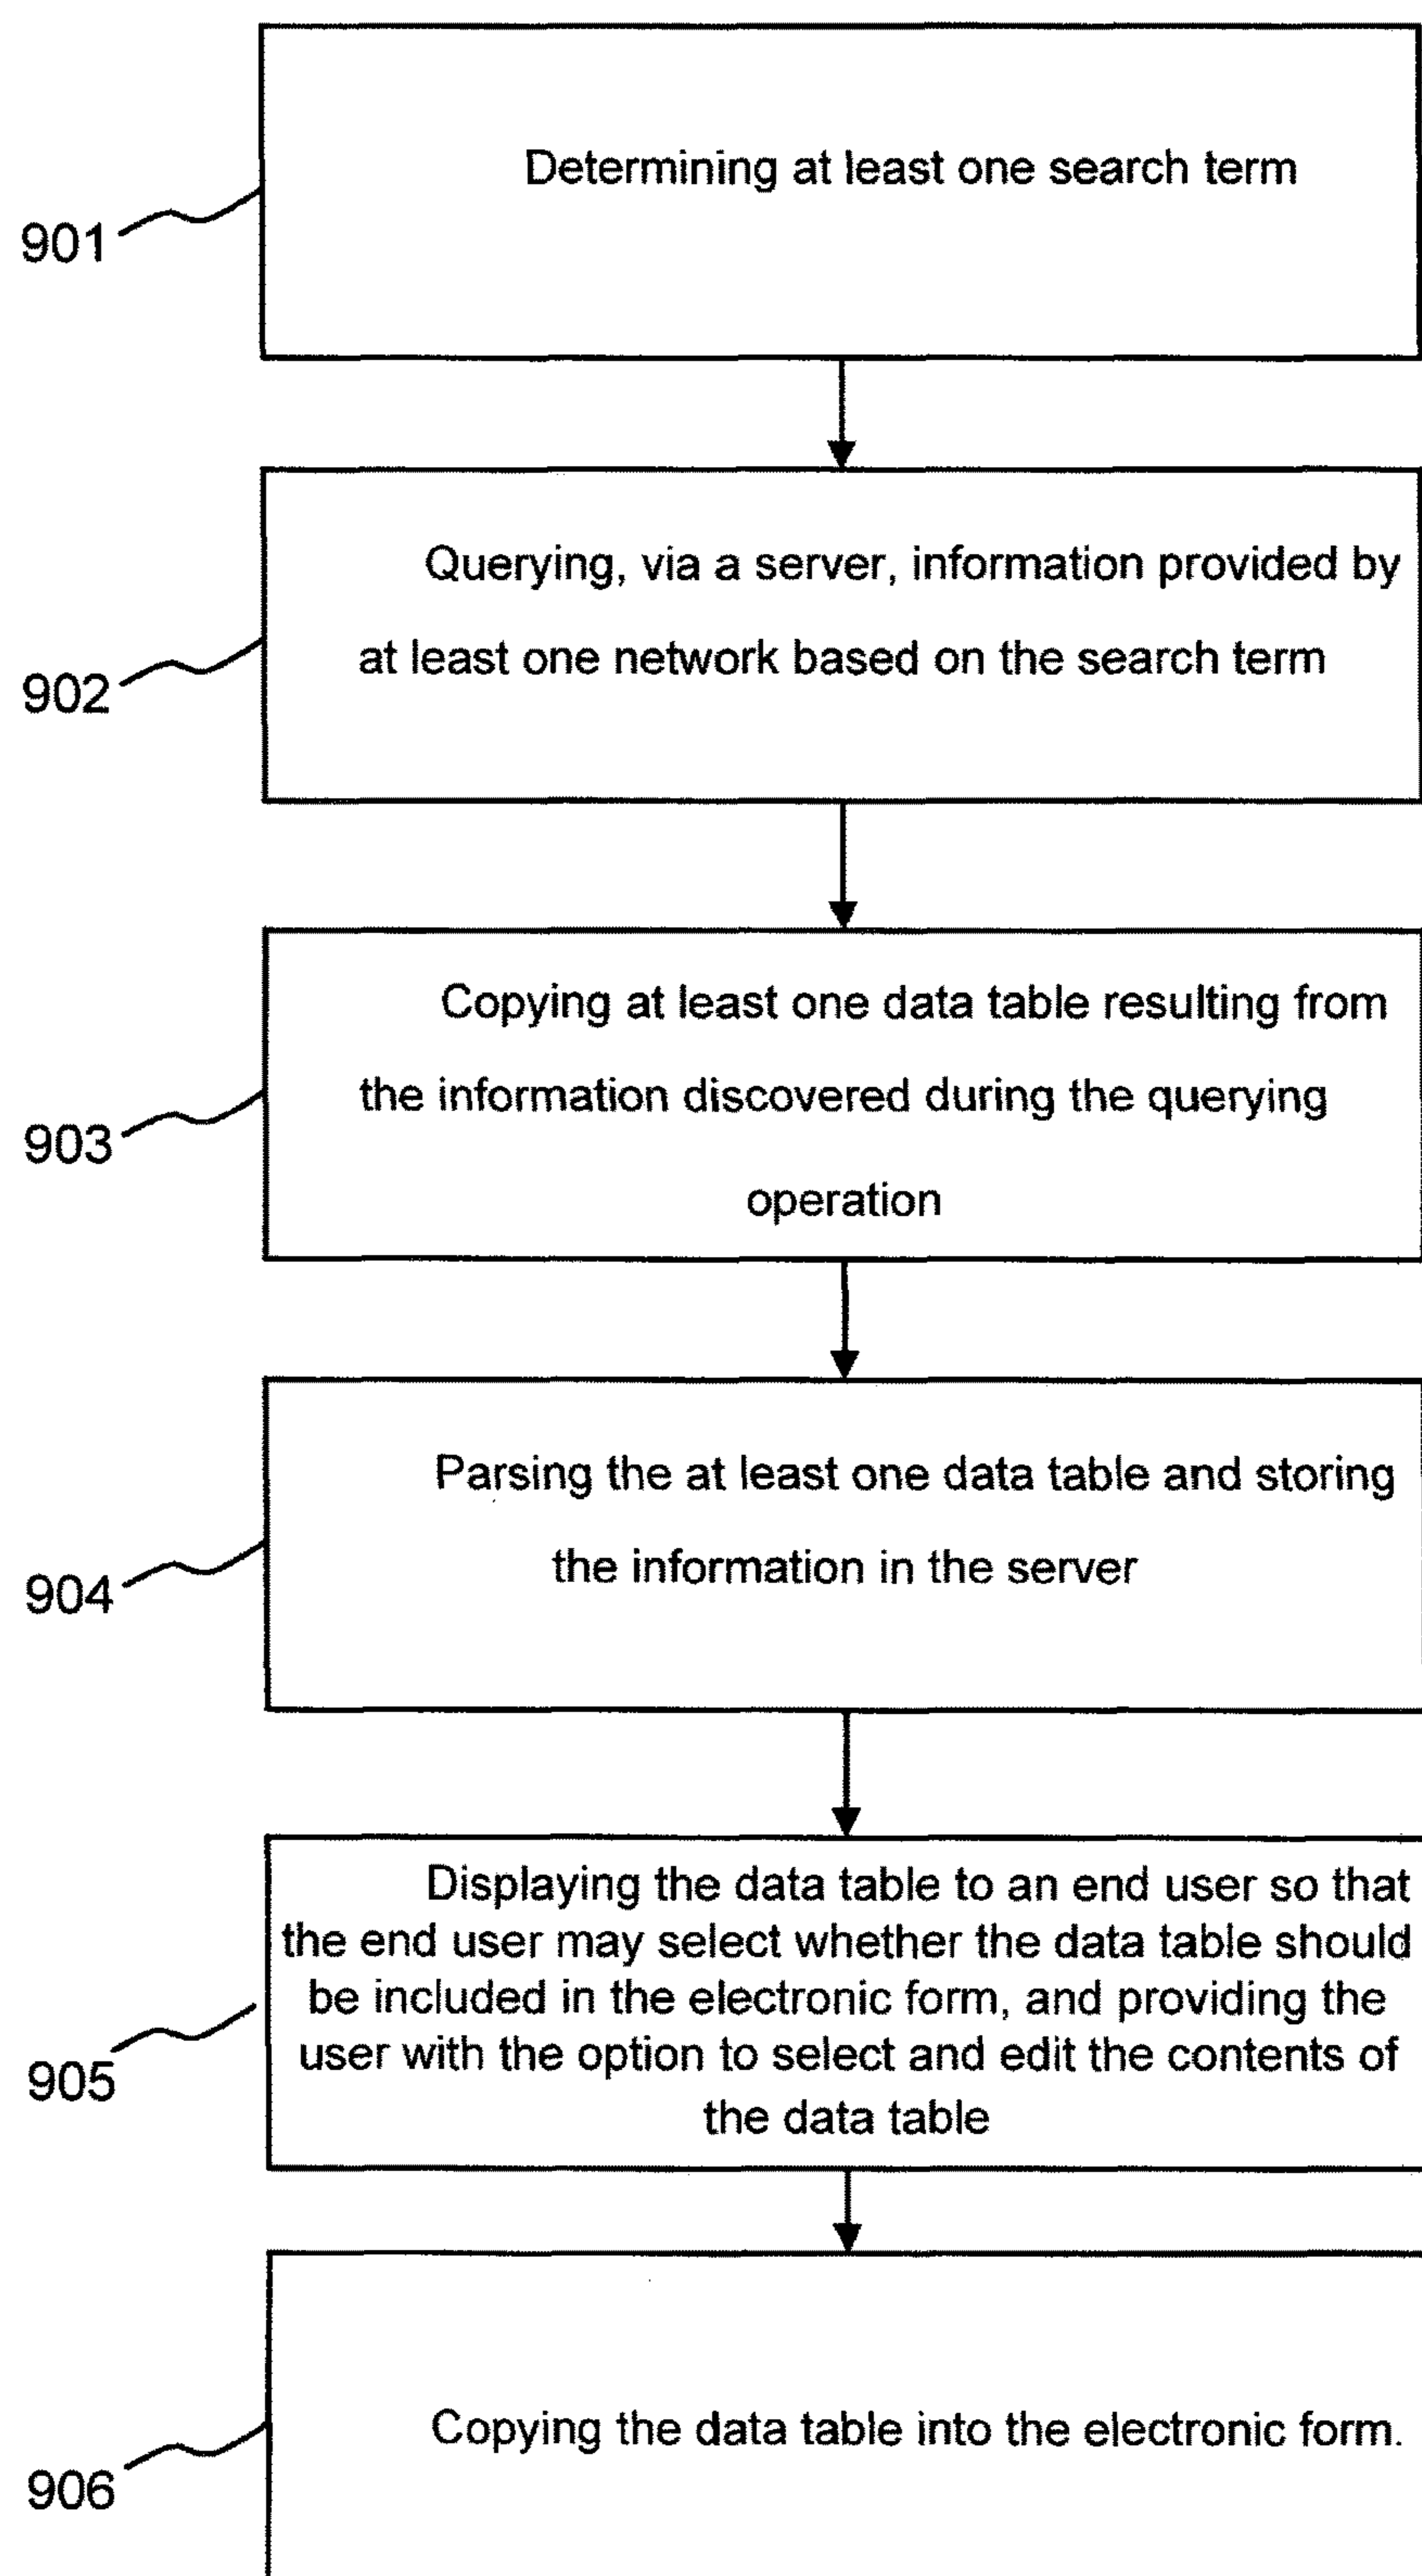 Determining at least one search term
901
Querying, via a server, information provided by
at least one network based on the search term
902
Copying at least one data table resulting from
the information discovered during the querying
operation
903
Parsing the at least one data table and storing
the information in the server
904
Displaying the data table to an end user so that
the end user may select whether the data table should
be included in the electronic form, and providing the
user with the option to select and edit the contents of
the data table
905
Copying the data table into the electronic form.
906